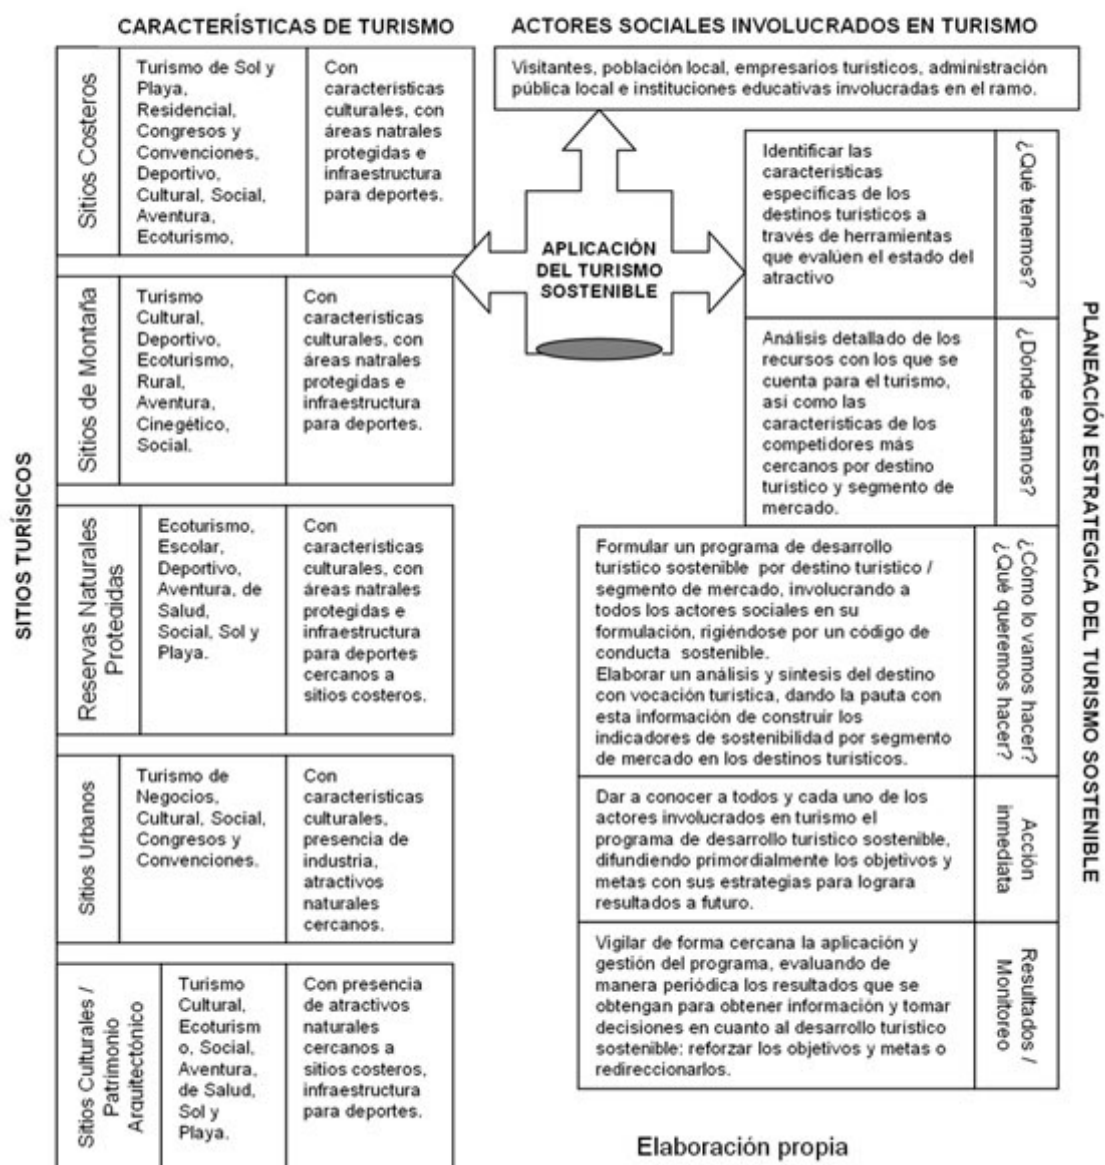 CARACTERÍSTICAS DE TURISMO
ACTORES SOCIALES INVOLUCRADOS EN TURISMO
SITIOS TURÍSICOS
Sitios Costeros
Turismo de Sol y
Playa,
Residencial,
Congresos y
Convenciones,
Deportivo,
Cultural, Social,
Aventura,
Ecoturismo,
Con
características
culturales, con
áreas natrales
protegidas e
infraestructura
para deportes.
Sitios de Montaña
Turismo
Cultural,
Deportivo,
Ecoturismo,
Rural,
Aventura,
Cinegético,
Social.
Con
características
culturales, con
áreas natrales
protegidas e
infraestructura
para deportes.
Reservas Naturales
Protedidas
Ecoturismo,
Escolar,
Deportivo,
Aventura, de
Salud,
Social, Sol y
Playa.
Con
características
culturales, con
áreas natrales
protegidas e
infraestructura
para deportes
cercanos a
sitios costeros.
Sitios Urbanos
Turismo de
Negocios,
Cultural, Social,
Congresos y
Convenciones.
Con
características
culturales,
presencia de
industria,
atractivos
naturales
cercanos.
Sitios Culturales /
Patrimonio
Arquitectónico
Turismo
Cultural,
Ecoturism
o, Social,
Aventura,
de Salud,
Sol y
Playa.
Con presencia
de atractivos
naturales
cercanos a
sitios costeros,
infraestructura
para deportes.
Visitantes, población local, empresarios turísticos, administración
pública local e instituciones educativas involucradas en el ramo.
APLICACIÓN
DEL TURISMO
SOSTENIBLE
Identificar las
características
específicas de los
destinos turísticos a
través de herramientas
que evalúen el estado del
atractivo
¿Qué tenemos?
Análisis detallado de los
recursos con los que se
cuenta para el turismo,
así como las
características de los
competidores más
cercanos por destino
turístico y segmento de
mercado.
¿Dónde estamos?
Formular un programa de desarrollo
turístico sostenible por destino turístico /
segmento de mercado, involucrando a
todos los actores sociales en su
formulación, rigiéndose por un código de
conducta sostenible.
Elaborar un análisis y síntesis del destino
con vocación turística, dando la pauta con
esta información de construir los
indicadores de sostenibilidad por segmento
de mercado en los destinos turísticos.
¿Cómo lo vamos hacer?
¿Qué queremos hacer?
Dar a conocer a todos y cada uno de los
actores involucrados en turismo el
programa de desarrollo turístico sostenible,
difundiendo primordialmente los objetivos y
metas con sus estrategias para lograra
resultados a futuro.
Acción
inmediata
Vigilar de forma cercana la aplicación y
gestión del programa, evaluando de
manera periódica los resultados que se
obtengan para obtener información y tomar
decisiones en cuanto al desarrollo turístico
sostenible: reforzar los objetivos y metas o
redireccionarlos.
Resultados /
Monitoreo
PLANEACIÓN ESTRATEGICA DEL TURISMO SOSTENIBLE
Elaboración propia